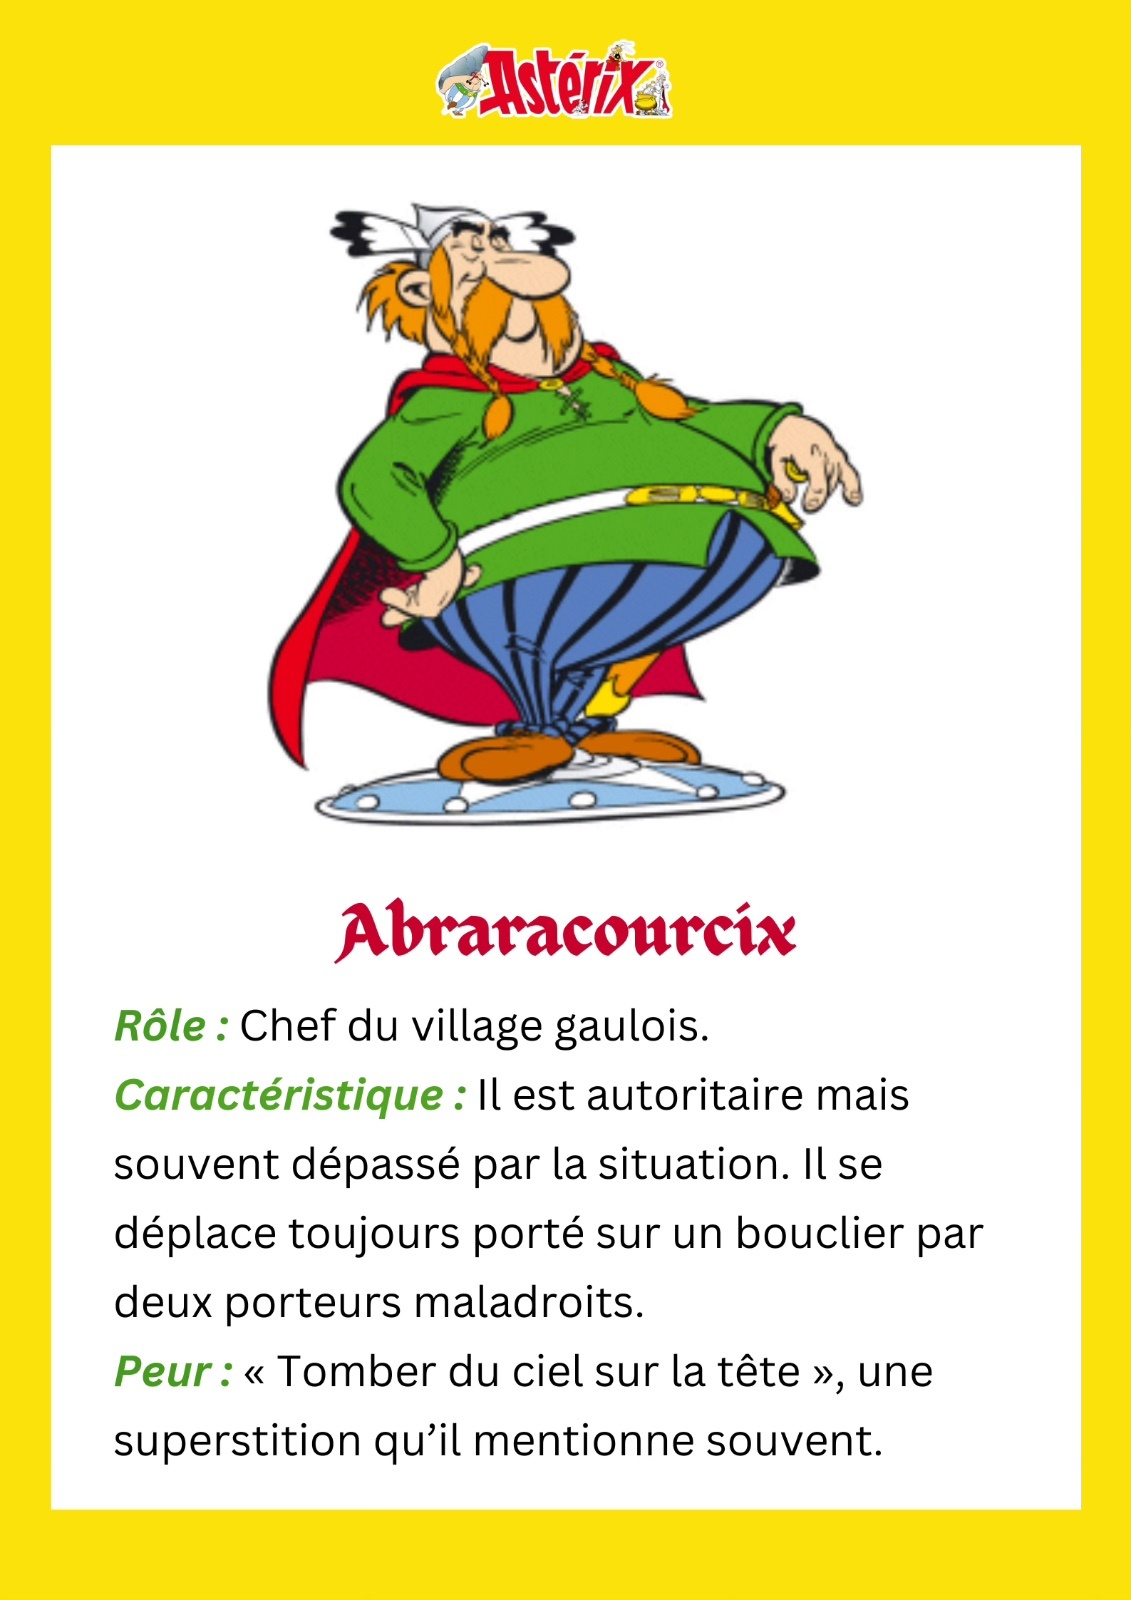 Astérix®
Abraracourcix
Rôle : Chef du village gaulois.
Caractéristique : Il est autoritaire mais
souvent dépassé par la situation. Il se
déplace toujours porté sur un bouclier par
deux porteurs maladroits.
Peur : « Tomber du ciel sur la tête », une
superstition qu’il mentionne souvent.